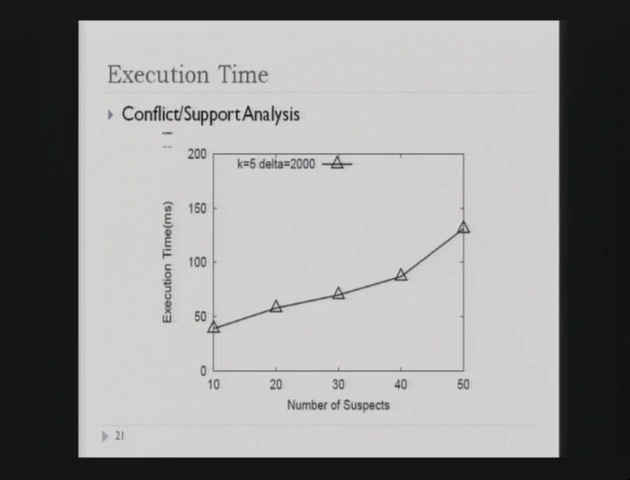 Execution Time
Conflict/Support Analysis
k=5 delta=2000
200
150
100
50
0
Execution Time(ms)
10 20 30 40 50
Number of Suspects
21